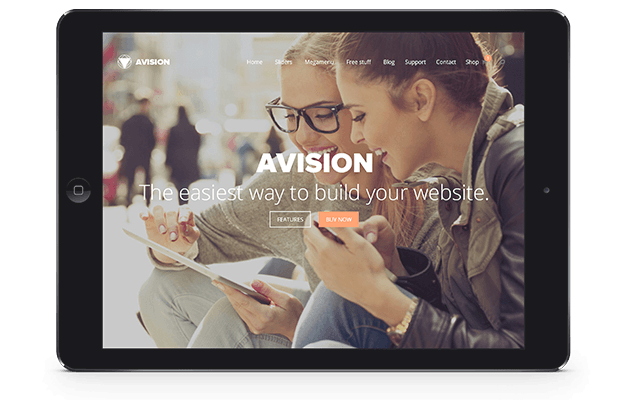 AVISION
Home Sliders Megamenu Free stuff Blog Support Contact Shop
AVISION
The easiest way to build your website.
FEATURES BUY NOW